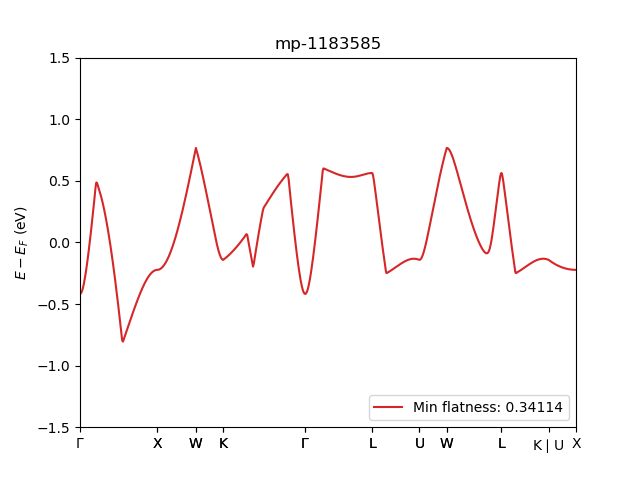 mp-1183585
E − E_F (eV)
1.5
1.0
0.5
0.0
−0.5
−1.0
−1.5
Min flatness: 0.34114
Γ X W K Γ L U W L K | U X